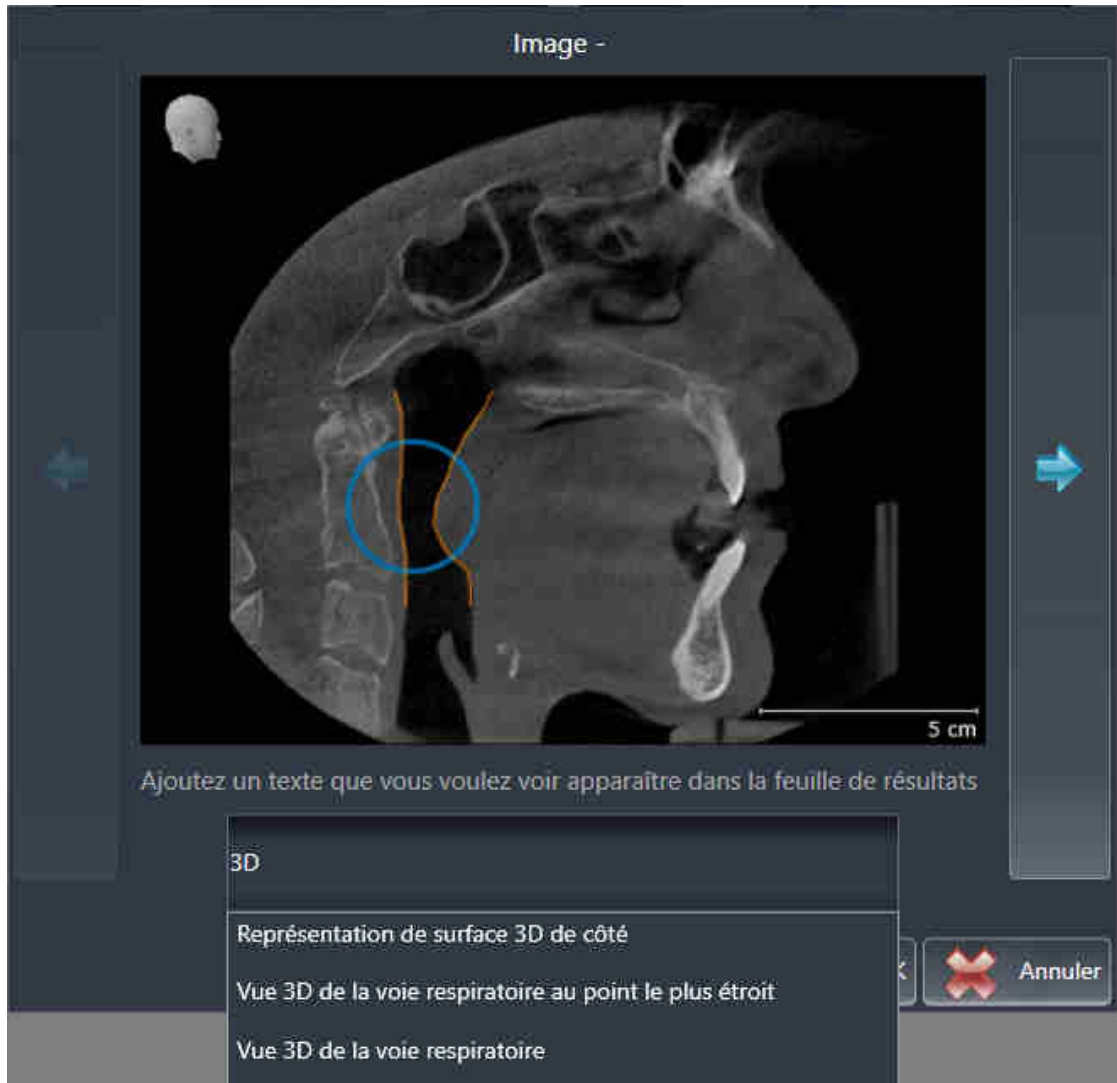 Image -
5 cm
Ajoutez un texte que vous voulez voir apparaître dans la feuille de résultats
3D
Représentation de surface 3D de côté
Vue 3D de la voie respiratoire au point le plus étroit
Annuler
Vue 3D de la voie respiratoire